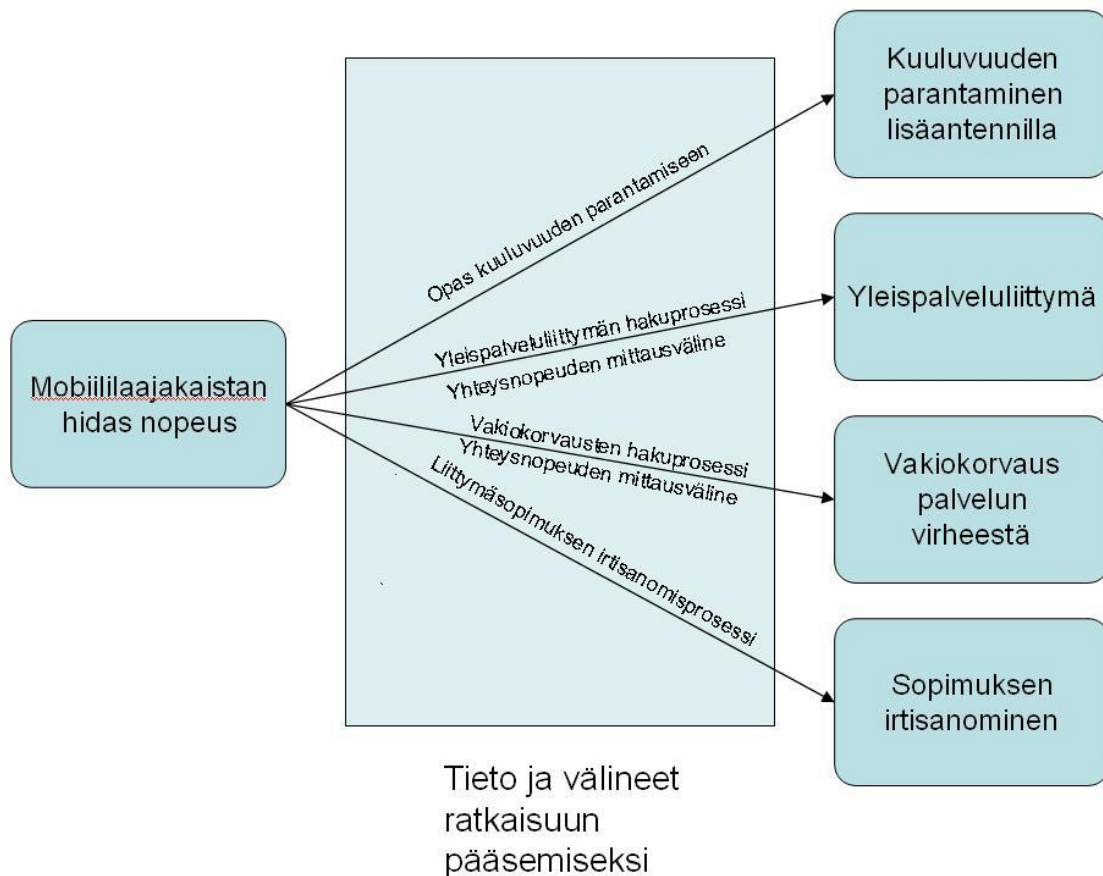 Kuuluvuuden
parantaminen
lisäantennilla
Opas kuuluvuuden parantamiseen
Yleispalveluliittymä
Yleispalveluliittymän hakuprosessi
Yhteysnopeuden mittausväline
Mobiililaajakaistan
hidas nopeus
Vakiokorvausten hakuprosessi
Yhteysnopeuden mittausväline
Vakiokorvaus
palvelun
virheestä
Liittymäsopimuksen irtisanomisprosessi
Sopimuksen
irtisanominen
Tieto ja välineet
ratkaisuun
pääsemiseksi